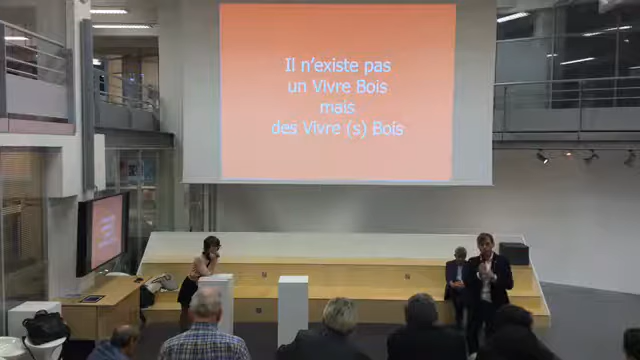 Il n'existe pas
un Vivre Bois
mais
des Vivre (s) Bois